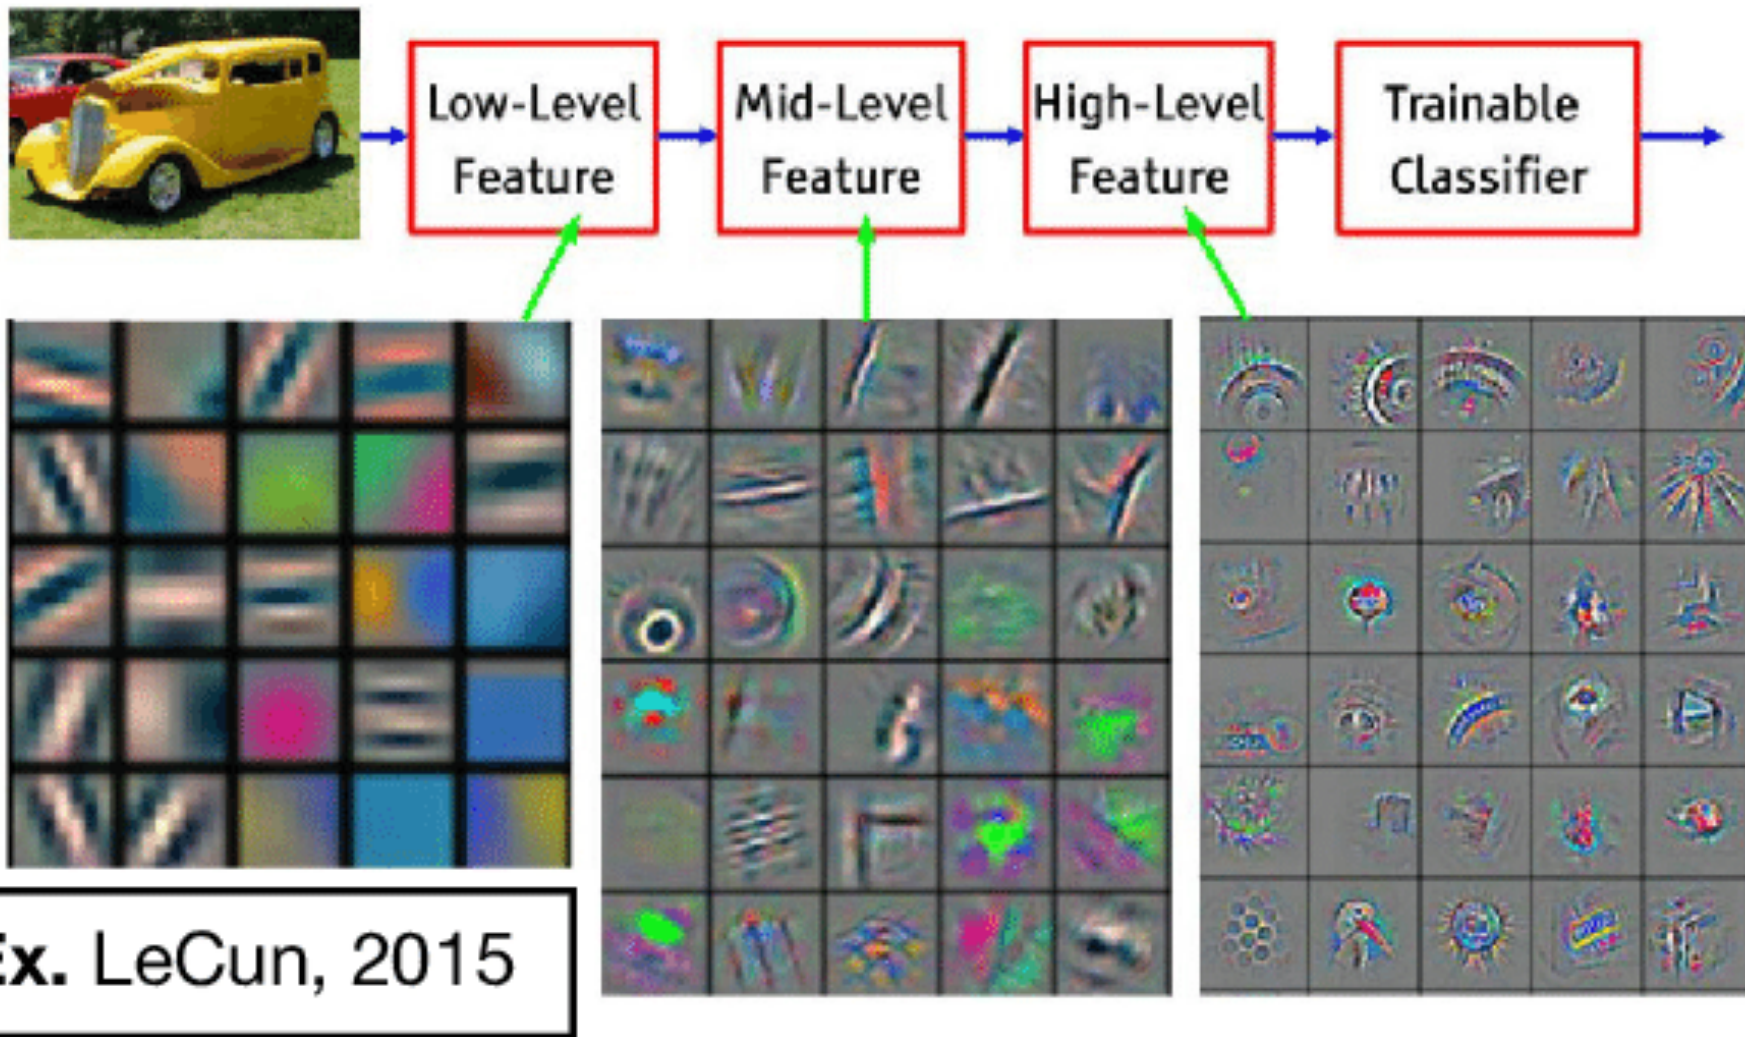 Low-Level
Feature
Mid-Level
Feature
High-Level
Feature
Trainable
Classifier
Ex. LeCun, 2015